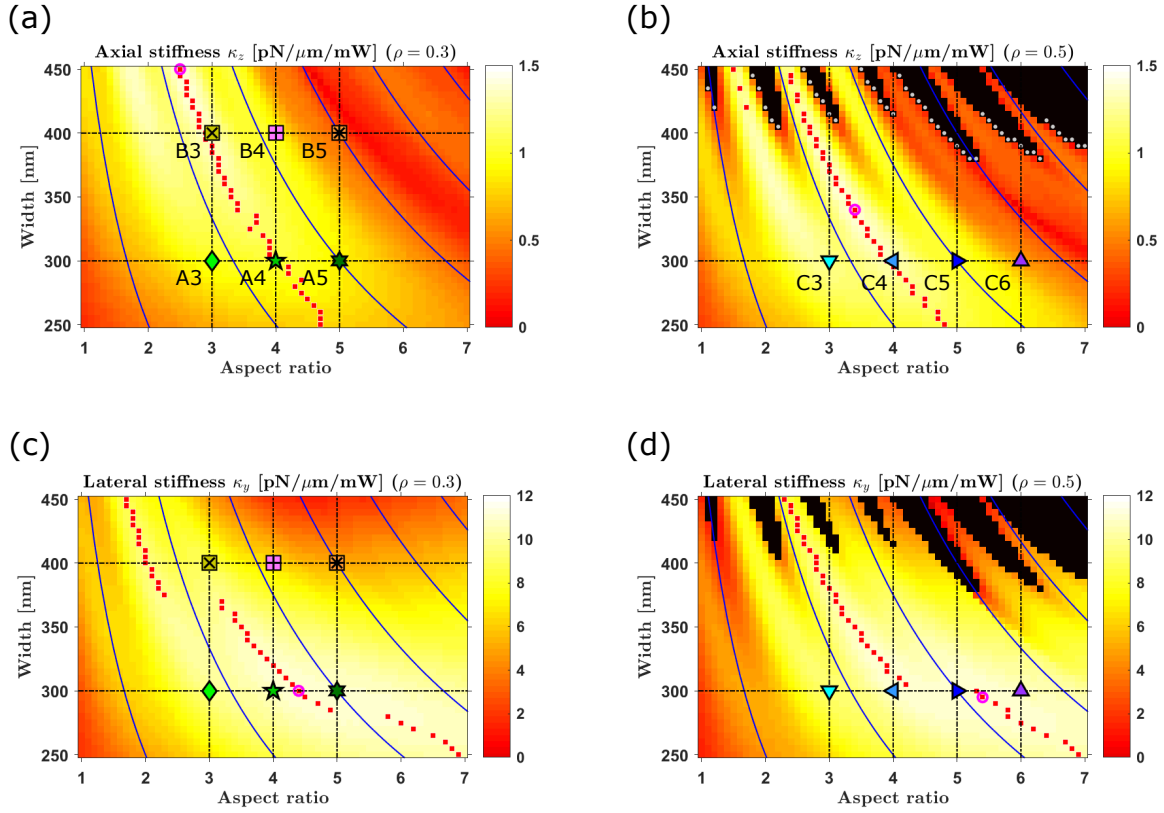 (a)
Axial stiffness κz [pN/μm/mW] (ρ = 0.3)
450
400
350
300
250
Width [nm]
B3 B4 B5
A3 A4 A5
1 2 3 4 5 6 7
Aspect ratio
1.5
1
0.5
0
(b)
Axial stiffness κz [pN/μm/mW] (ρ = 0.5)
450
400
350
300
250
Width [nm]
C3 C4 C5 C6
1 2 3 4 5 6 7
Aspect ratio
1.5
1
0.5
0
(c)
Lateral stiffness κy [pN/μm/mW] (ρ = 0.3)
450
400
350
300
250
Width [nm]
1 2 3 4 5 6 7
Aspect ratio
12
10
8
6
4
2
0
(d)
Lateral stiffness κy [pN/μm/mW] (ρ = 0.5)
450
400
350
300
250
Width [nm]
1 2 3 4 5 6 7
Aspect ratio
12
10
8
6
4
2
0